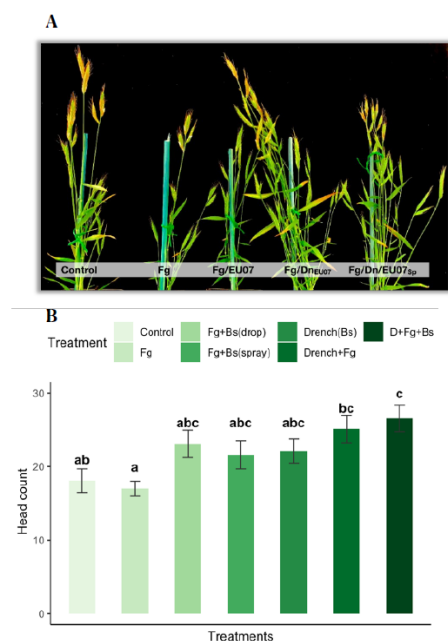 A
Control Fg Fg/EU07 Fg/DnEU07 Fg/Dn/EU07Sp
B
Treatment
Control Fg+Bs(drop) Drench(Bs) D+Fg+Bs
Fg Fg+Bs(spray) Drench+Fg
30
20
10
0
Head count
ab a abc abc abc bc c
Treatments